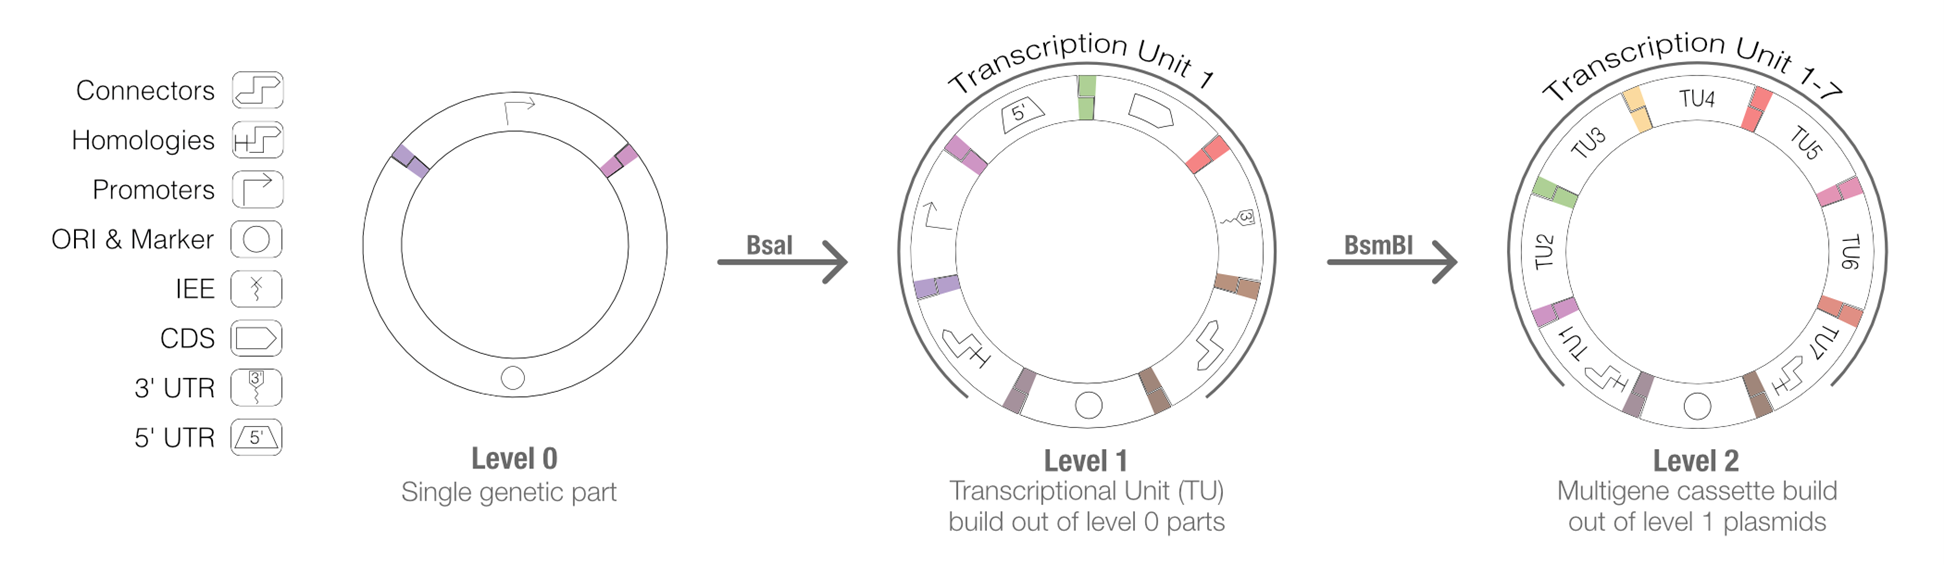 Connectors
Homologies
Promoters
ORI & Marker
IEE
CDS
3' UTR
3'
5' UTR
5'
Level 0
Single genetic part
BsaI
Transcription Unit 1
5'
3'
Level 1
Transcriptional Unit (TU)
build out of level 0 parts
BsmBI
Transcription Unit 1-7
TU1
TU2
TU3
TU4
TU5
TU6
TU7
Level 2
Multigene cassette build
out of level 1 plasmids